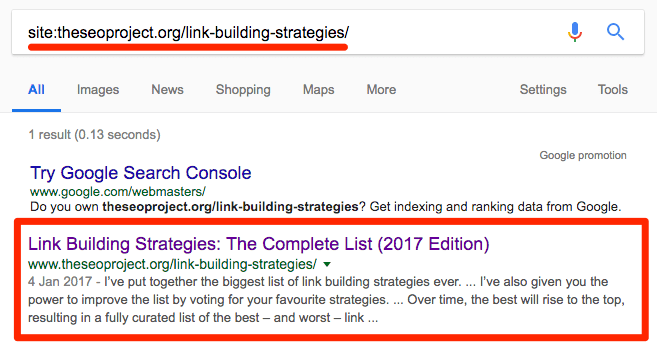 site:theseoproject.org/link-building-strategies/
All Images News Shopping Maps More Settings Tools
1 result (0.13 seconds)
Google promotion
Try Google Search Console
www.google.com/webmasters/
Do you own theseoproject.org/link-building-strategies? Get indexing and ranking data from Google.
Link Building Strategies: The Complete List (2017 Edition)
www.theseoproject.org/link-building-strategies/
4 Jan 2017 - I've put together the biggest list of link building strategies ever. ... I've also given you the
power to improve the list by voting for your favourite strategies. ... Over time, the best will rise to the top,
resulting in a fully curated list of the best – and worst – link ...